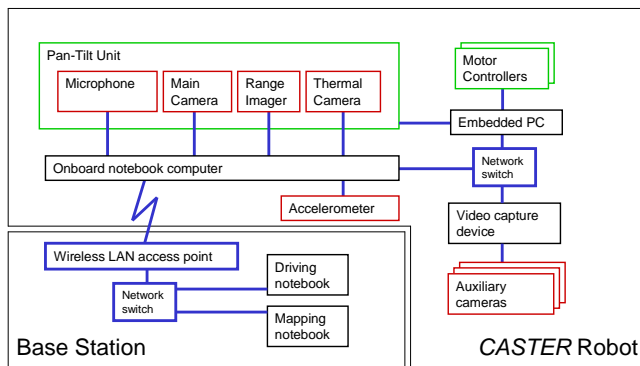 Pan-Tilt Unit
Microphone
Main
Camera
Range
Imager
Thermal
Camera
Motor
Controllers
Embedded PC
Onboard notebook computer
Network
switch
Accelerometer
Video capture
device
Wireless LAN access point
Driving
notebook
Network
switch
Mapping
notebook
Auxiliary
cameras
Base Station
CASTER Robot